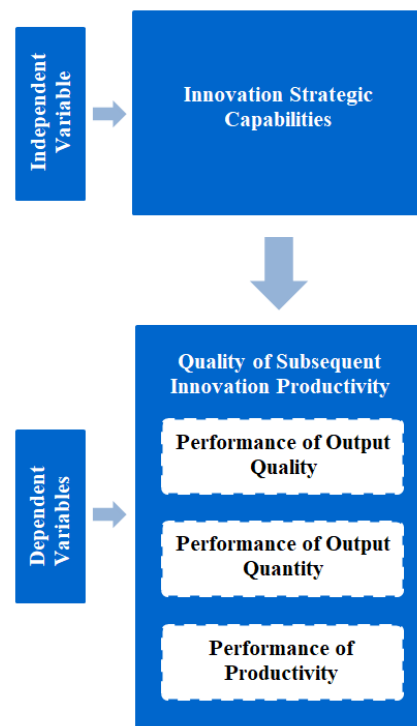 Independent
Variable
Innovation Strategic
Capabilities
Quality of Subsequent
Innovation Productivity
Dependent
Variables
Performance of Output
Quality
Performance of Output
Quantity
Performance of
Productivity